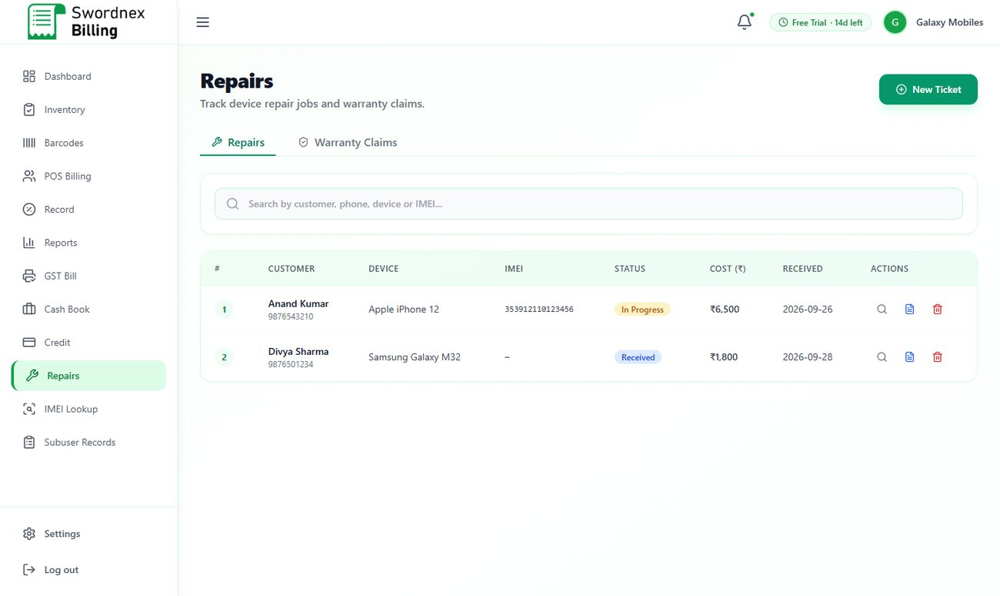 Swordnex
Billing
Free Trial · 14d left
G
Galaxy Mobiles
Dashboard
Inventory
Barcodes
POS Billing
Record
Reports
GST Bill
Cash Book
Credit
Repairs
IMEI Lookup
Subuser Records
Settings
Log out
Repairs
Track device repair jobs and warranty claims.
New Ticket
Repairs
Warranty Claims
Search by customer, phone, device or IMEI...
# CUSTOMER DEVICE IMEI STATUS COST (₹) RECEIVED ACTIONS
1 Anand Kumar Apple iPhone 12 353912110123456 In Progress ₹6,500 2026-09-26
9876543210
2 Divya Sharma Samsung Galaxy M32 – Received ₹1,800 2026-09-28
9876501234